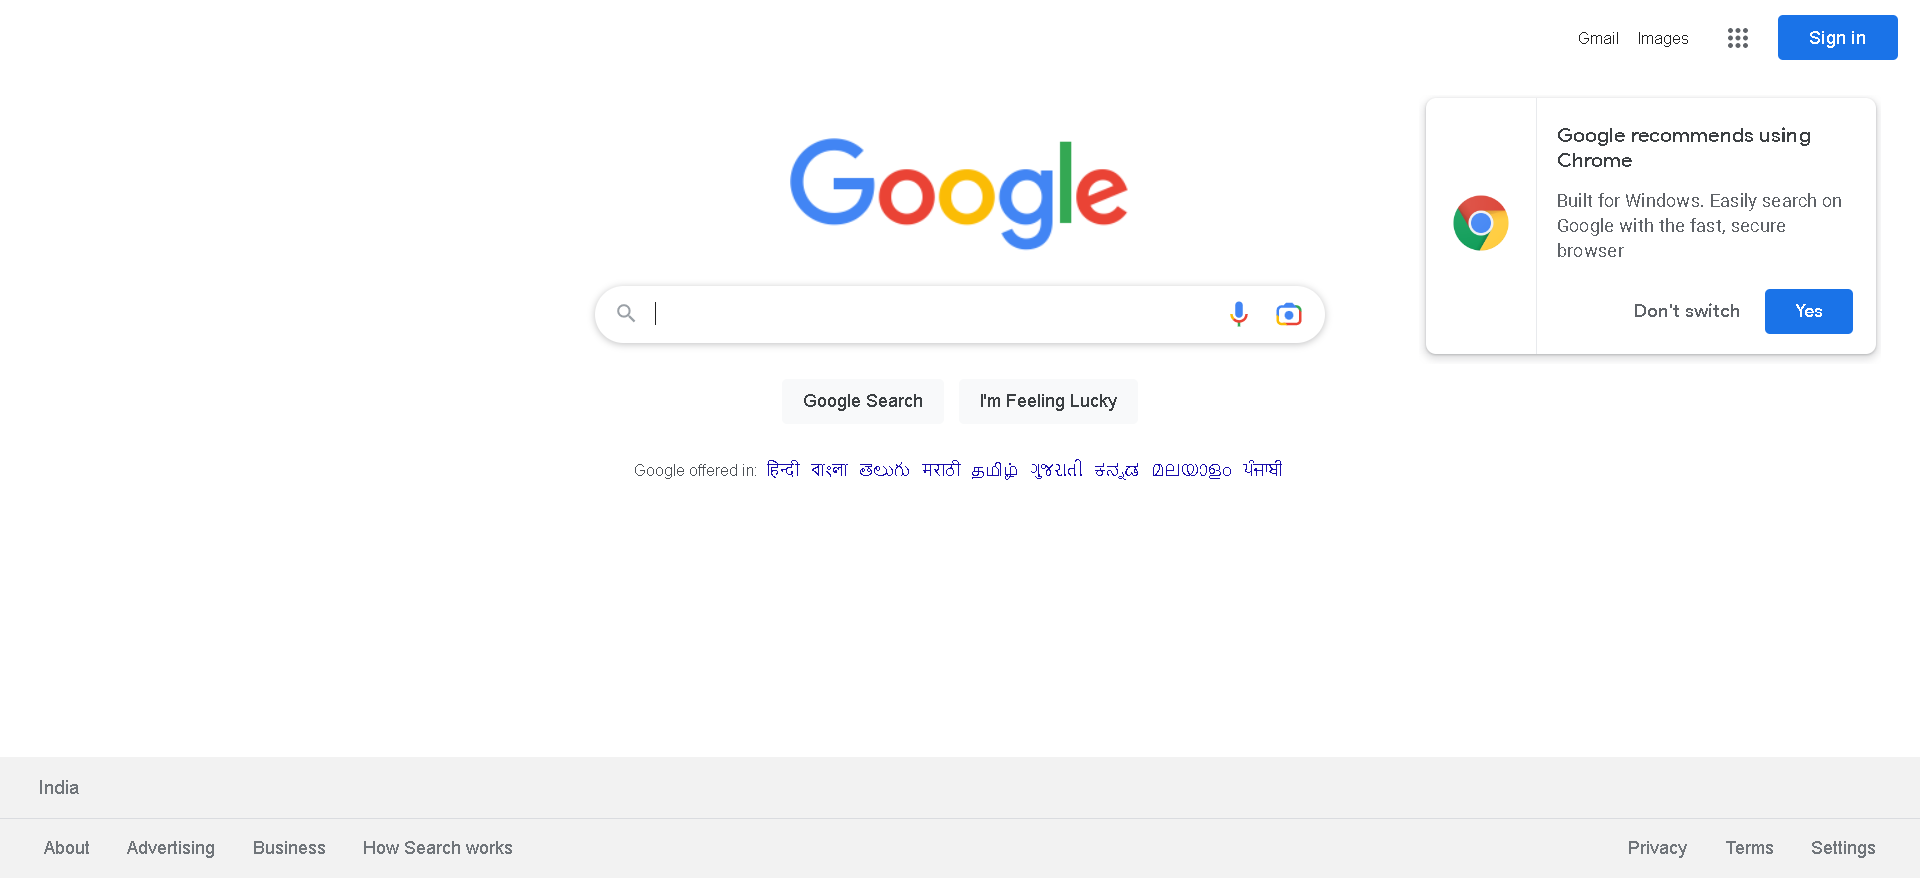 Gmail Images Sign in
Google
Google recommends using
Chrome
Built for Windows. Easily search on
Google with the fast, secure
browser
Don't switch Yes
Google Search I'm Feeling Lucky
Google offered in: हिन्दी বাংলা తెలుగు मराठी தமிழ் ગુજરાતી ಕನ್ನಡ മലയാളം ਪੰਜਾਬੀ
India
About Advertising Business How Search works Privacy Terms Settings